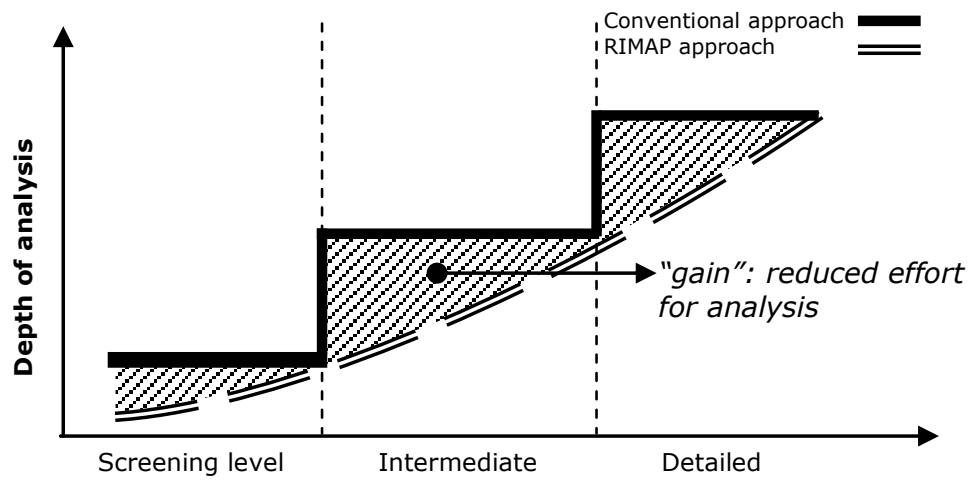 Conventional approach
RIMAP approach
Depth of analysis
“gain”: reduced effort
for analysis
Screening level
Intermediate
Detailed